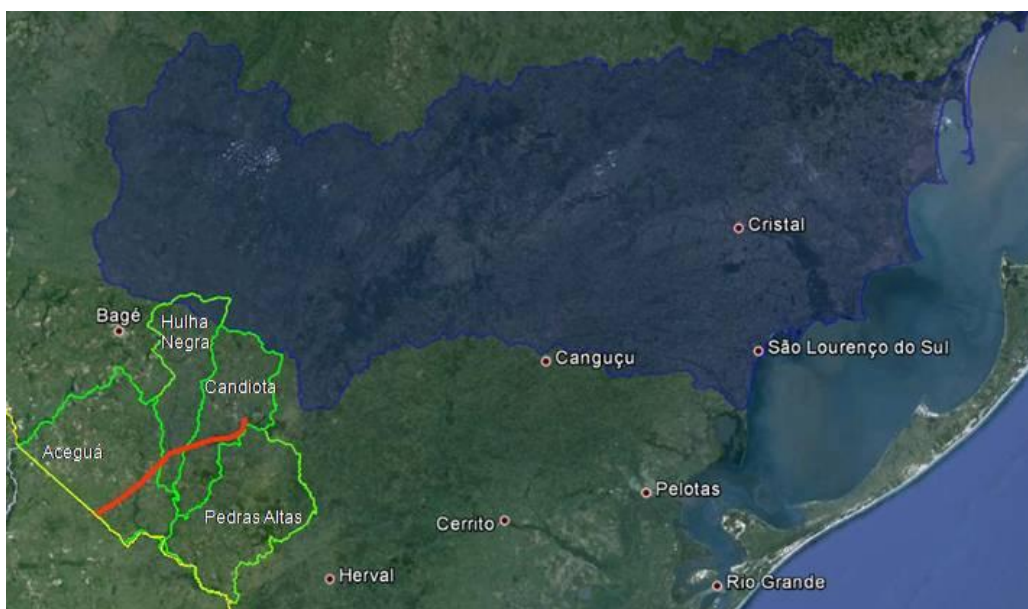 Cristal
Bagé
Hulha
Negra
São Lourenço do Sul
Canguçu
Candiota
Aceguá
Pelotas
Pedras Altas
Cerrito
Herval
Rio Grande